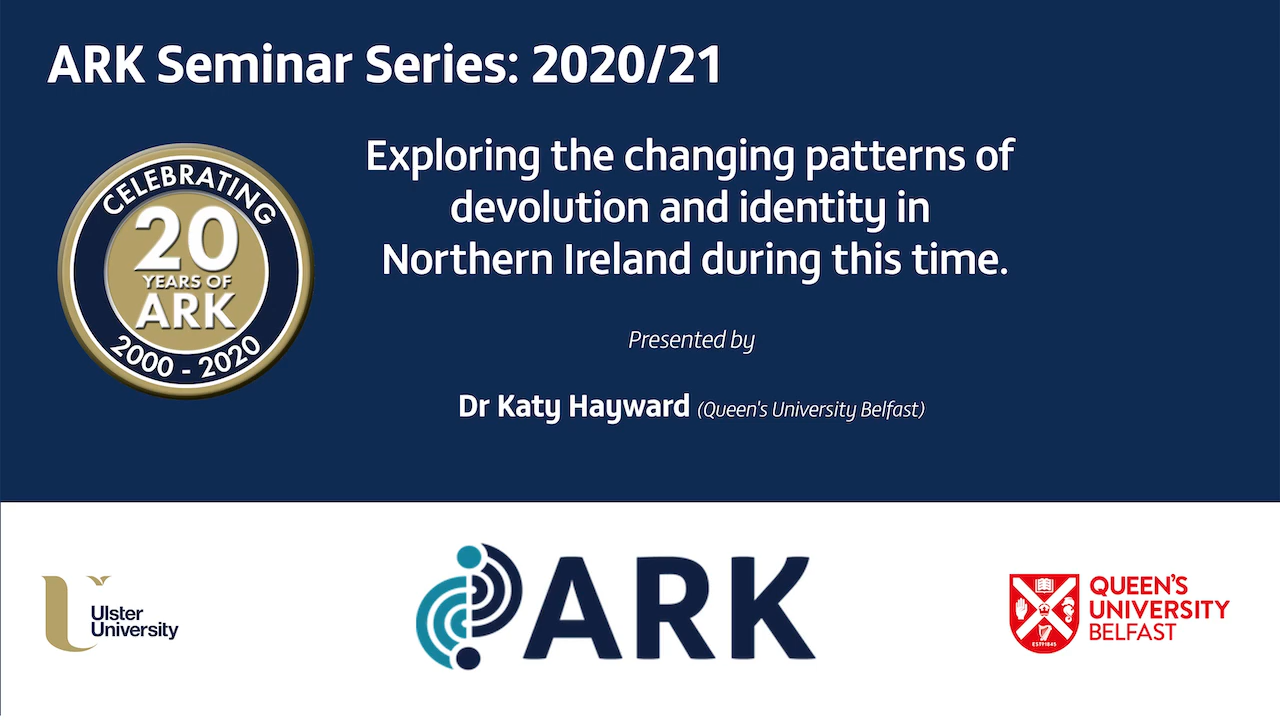 ARK Seminar Series: 2020/21
CELEBRATING
20
YEARS OF
ARK
2000 - 2020
Exploring the changing patterns of
devolution and identity in
Northern Ireland during this time.
Presented by
Dr Katy Hayward (Queen's University Belfast)
Ulster
University
ARK
QUEEN'S
UNIVERSITY
BELFAST
ESTD1845